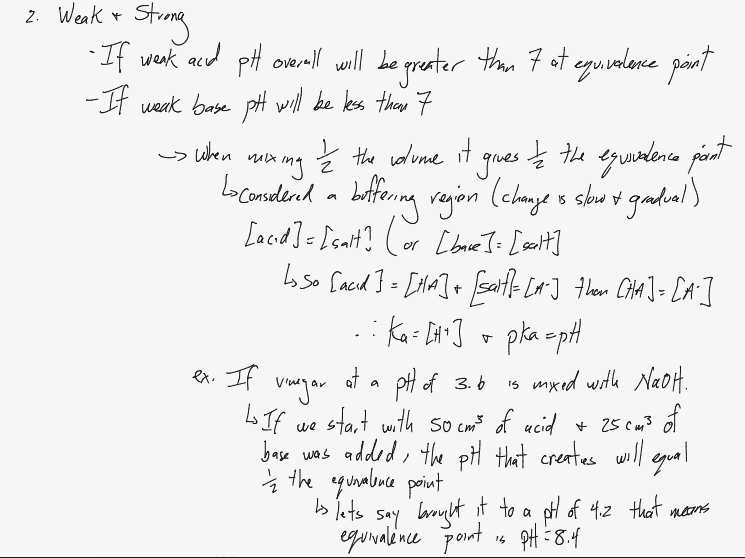 2. Weak + Strong
- If weak acid pH overall will be greater than 7 at equivalence point
- If weak base pH will be less than 7
→ when mixing 1/2 the volume it gives 1/2 the equivalence point
↳ Considered a buffering region (change is slow + gradual)
[acid] = [salt] (or [base] = [salt]
↳ So [acid] = [HA] + [salt] = [A⁻] then [HA] = [A⁻]
∴ Ka = [H⁺] + pka = pH
ex. If vinegar at a pH of 3.6 is mixed with NaOH.
↳ If we start with 50 cm³ of acid + 25 cm³ of
base was added, the pH that creates will equal
1/2 the equivalence point
↳ lets say brought it to a pH of 4.2 that means
equivalence point is pH = 8.4